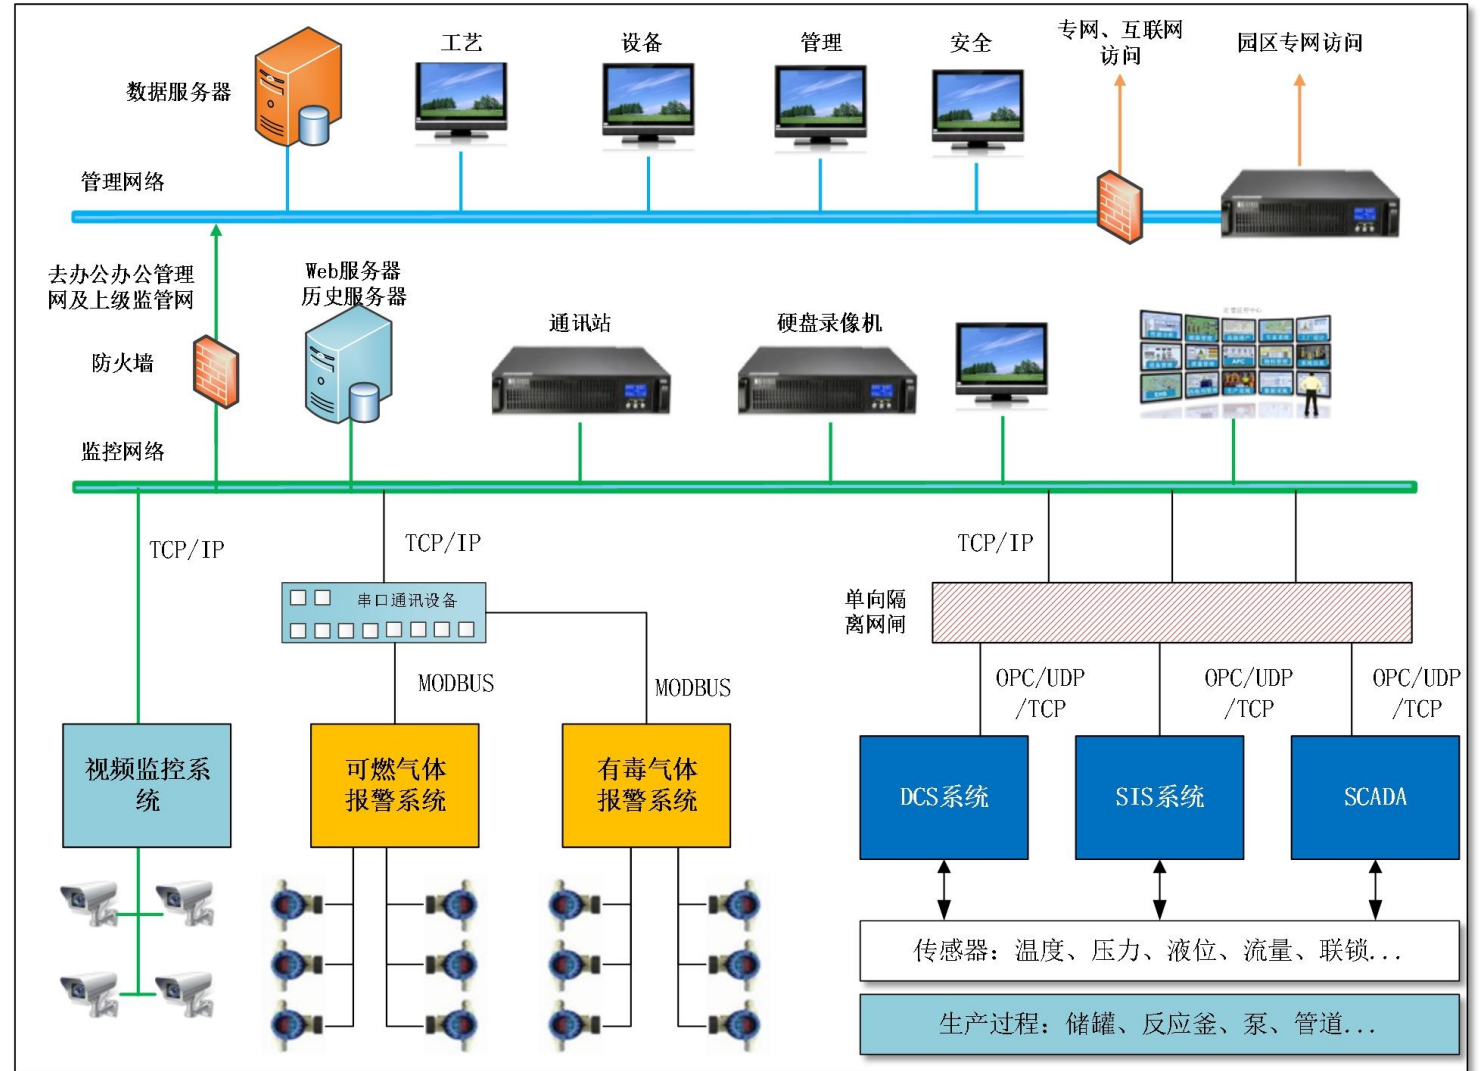 工艺
设备
管理
安全
专网、互联网
访问
园区专网访问
数据服务器
管理网络
去办公办公管理
网及上级监管网
Web服务器
历史服务器
通讯站
硬盘录像机
防火墙
监控网络
TCP/IP
TCP/IP
TCP/IP
串口通讯设备
单向隔
离网闸
MODBUS
MODBUS
OPC/UDP
/TCP
OPC/UDP
/TCP
OPC/UDP
/TCP
视频监控系
统
可燃气体
报警系统
有毒气体
报警系统
DCS系统
SIS系统
SCADA
传感器：温度、压力、液位、流量、联锁...
生产过程：储罐、反应釜、泵、管道...